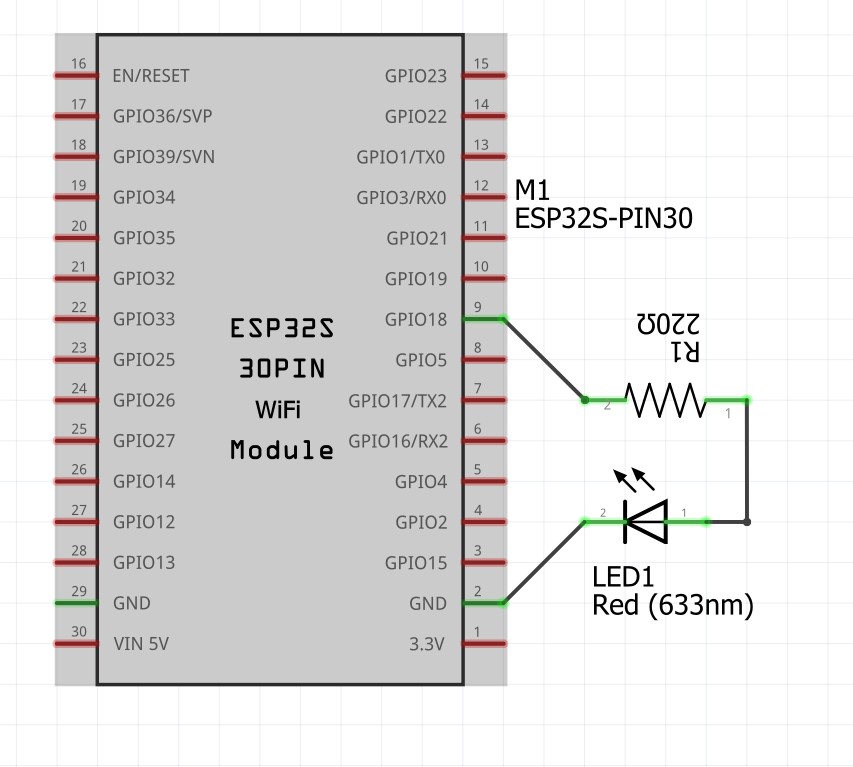 16 EN/RESET GPIO23 15
17 GPIO36/SVP GPIO22 14
18 GPIO39/SVN GPIO1/TX0 13
19 GPIO34 GPIO3/RX0 12
M1
ESP32S-PIN30
20 GPIO35 GPIO21 11
21 GPIO32 GPIO19 10
22 GPIO33 GPIO18 9
23 GPIO25 GPIO5 8
24 GPIO26 GPIO17/TX2 7
25 GPIO27 GPIO16/RX2 6
26 GPIO14 GPIO4 5
27 GPIO12 GPIO2 4
28 GPIO13 GPIO15 3
29 GND GND 2
30 VIN 5V 3.3V 1
ESP32S
30PIN
WiFi
Module
R1
220Ω
2 1
2 1
LED1
Red (633nm)